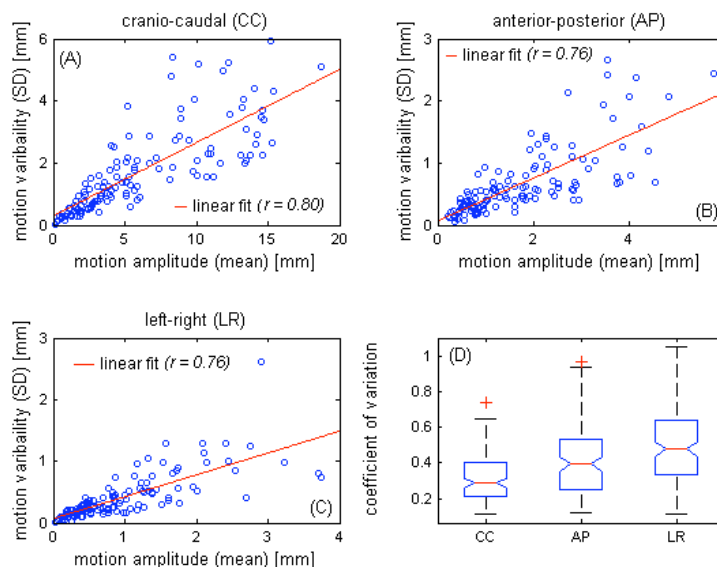 cranio-caudal (CC)
6
4
2
0
motion varbaility (SD) [mm]
(A)
linear fit (r = 0.80)
0 5 10 15 20
motion amplitude (mean) [mm]
anterior-posterior (AP)
3
2
1
0
motion varibaility (SD) [mm]
linear fit (r = 0.76)
(B)
0 2 4
motion amplitude (mean) [mm]
left-right (LR)
3
2
1
0
motion varibaility (SD) [mm]
linear fit (r = 0.76)
(C)
0 1 2 3 4
motion amplitude (mean) [mm]
(D)
1
0.8
0.6
0.4
0.2
coefficient of variation
CC AP LR